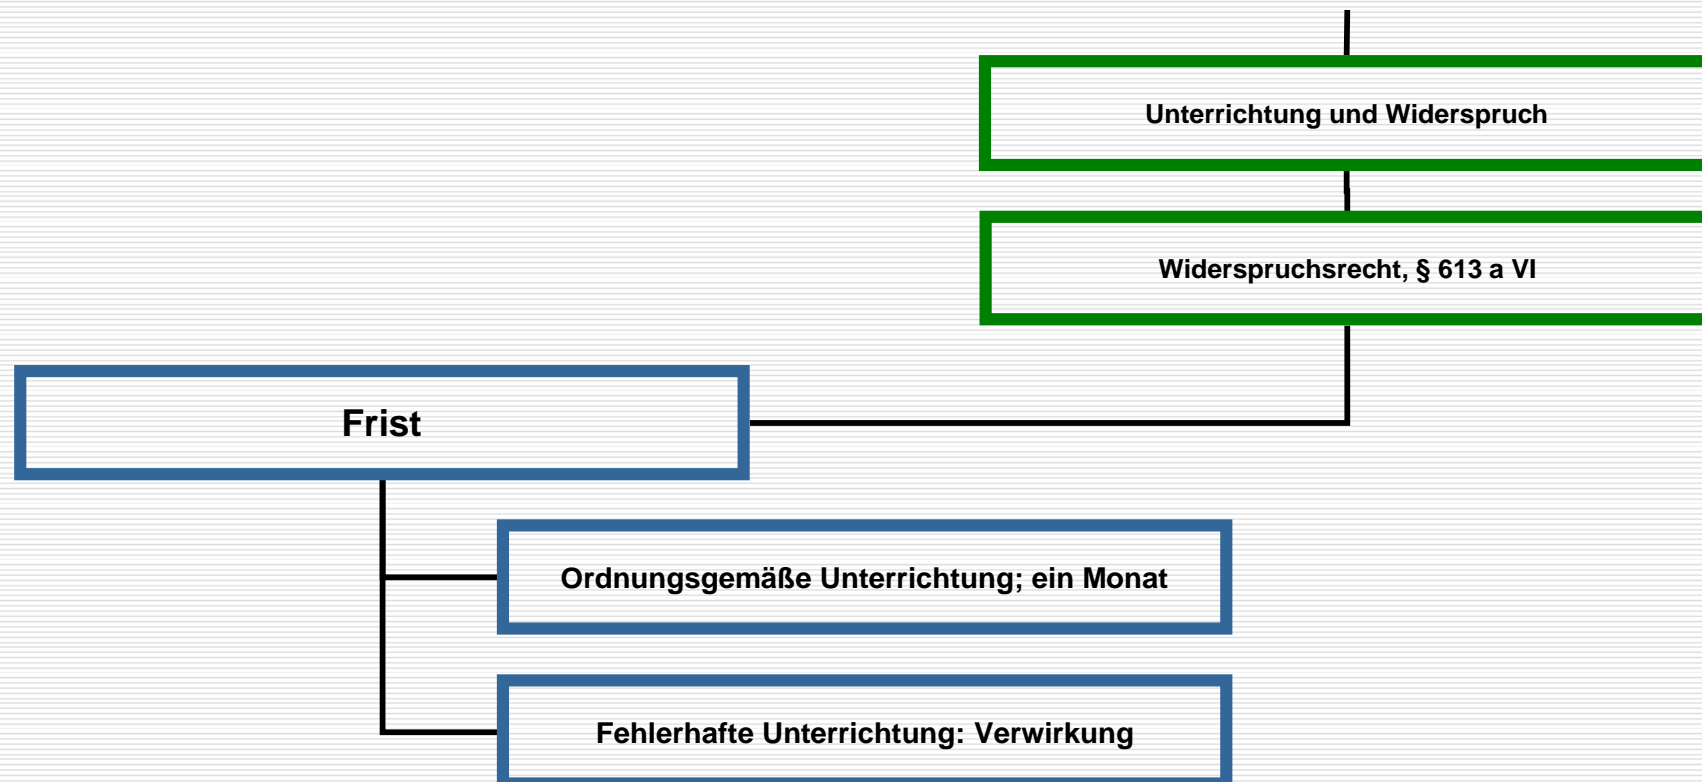 Unterrichtung und Widerspruch
Widerspruchsrecht, § 613 a VI
Frist
Ordnungsgemäße Unterrichtung; ein Monat
Fehlerhafte Unterrichtung: Verwirkung